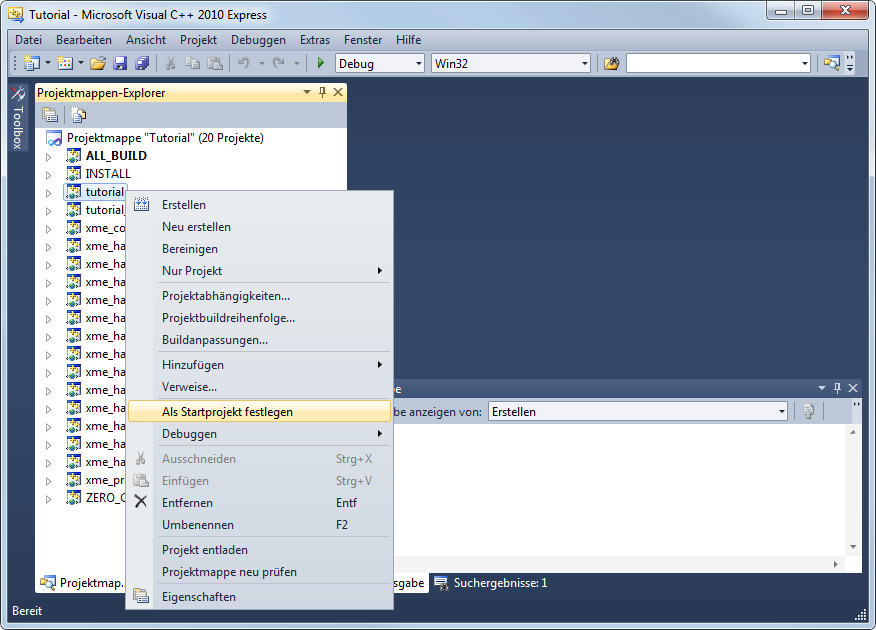 Tutorial - Microsoft Visual C++ 2010 Express
Datei Bearbeiten Ansicht Projekt Debuggen Extras Fenster Hilfe
Debug Win32
Toolbox
Projektmappen-Explorer
Projektmappe "Tutorial" (20 Projekte)
ALL_BUILD
INSTALL
tutorial
tutorial_
xme_co
xme_ha
xme_ha
xme_ha
xme_ha
xme_ha
xme_ha
xme_ha
xme_ha
xme_ha
xme_ha
xme_ha
xme_ha
xme_ha
xme_pr
ZERO_C
Erstellen
Neu erstellen
Bereinigen
Nur Projekt
Projektabhängigkeiten...
Projektbuildreihenfolge...
Buildanpassungen...
Hinzufügen
Verweise...
Als Startprojekt festlegen
Debuggen
Ausschneiden Strg+X
Einfügen Strg+V
Entfernen Entf
Umbenennen F2
Projekt entladen
Projektmappe neu prüfen
Eigenschaften
be
be anzeigen von: Erstellen
Projektmap... sgabe Suchergebnisse: 1
Bereit